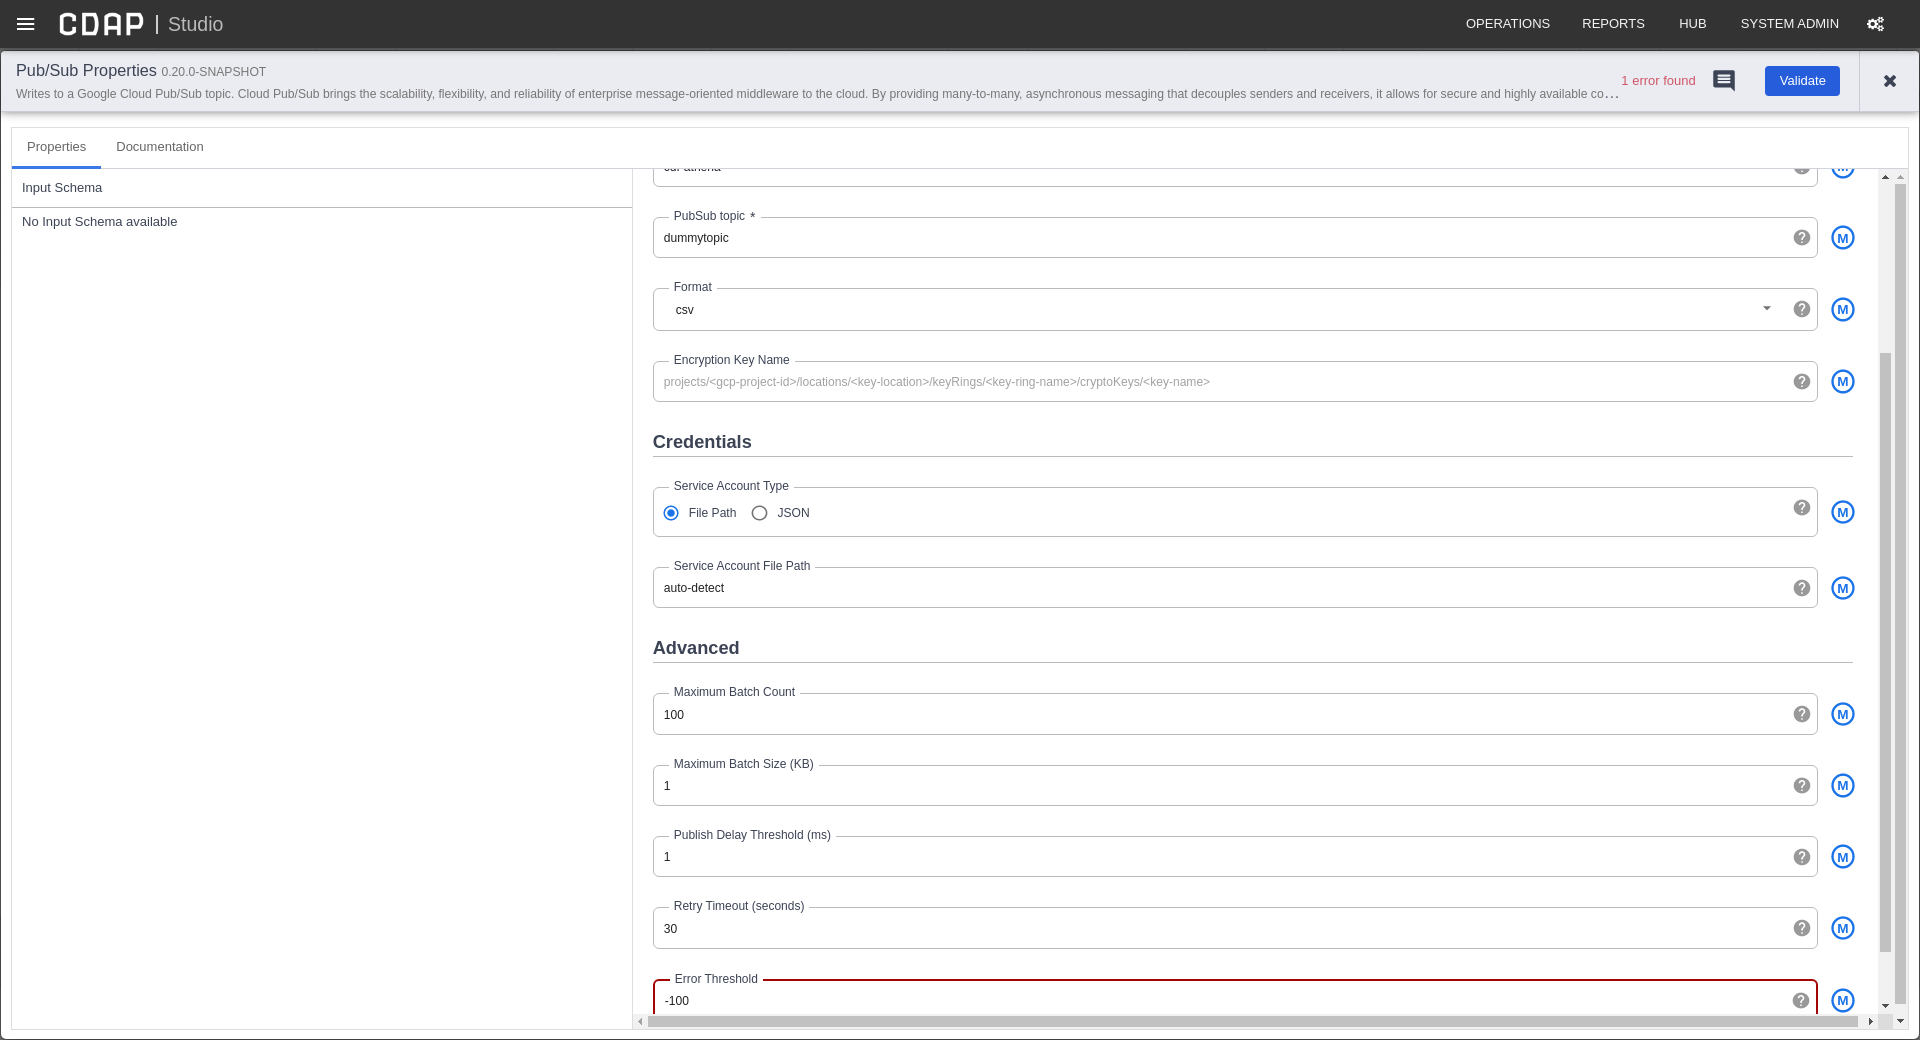 CDAP | Studio
OPERATIONS REPORTS HUB SYSTEM ADMIN
Pub/Sub Properties 0.20.0-SNAPSHOT
Writes to a Google Cloud Pub/Sub topic. Cloud Pub/Sub brings the scalability, flexibility, and reliability of enterprise message-oriented middleware to the cloud. By providing many-to-many, asynchronous messaging that decouples senders and receivers, it allows for secure and highly available co...
1 error found
Validate
Properties Documentation
Input Schema
No Input Schema available
PubSub topic *
dummytopic
M
Format
csv
M
Encryption Key Name
projects/<gcp-project-id>/locations/<key-location>/keyRings/<key-ring-name>/cryptoKeys/<key-name>
M
Credentials
Service Account Type
File Path JSON
M
Service Account File Path
auto-detect
M
Advanced
Maximum Batch Count
100
M
Maximum Batch Size (KB)
1
M
Publish Delay Threshold (ms)
1
M
Retry Timeout (seconds)
30
M
Error Threshold
-100
M